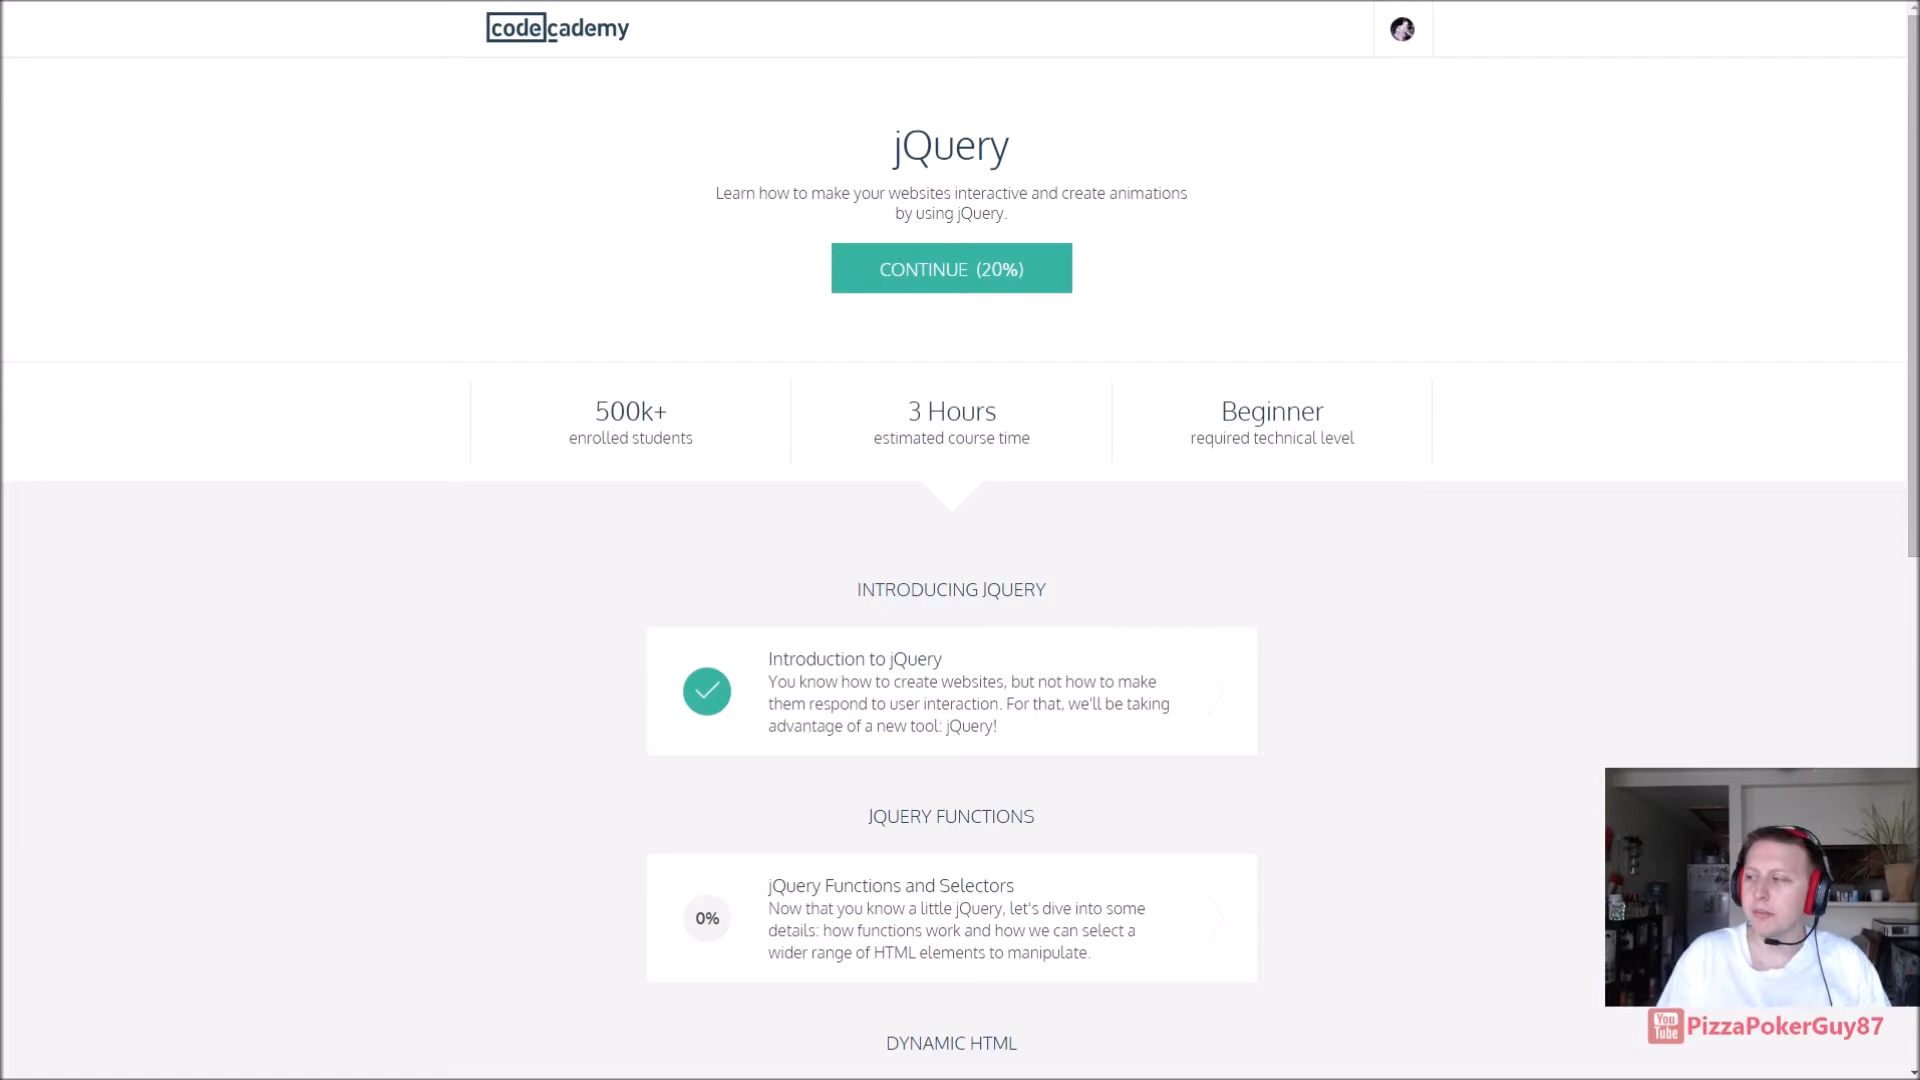 codecademy
jQuery
Learn how to make your websites interactive and create animations
by using jQuery.
CONTINUE (20%)
500k+
enrolled students
3 Hours
estimated course time
Beginner
required technical level
INTRODUCING JQUERY
Introduction to jQuery
You know how to create websites, but not how to make
them respond to user interaction. For that, we'll be taking
advantage of a new tool: jQuery!
JQUERY FUNCTIONS
0%
jQuery Functions and Selectors
Now that you know a little jQuery, let's dive into some
details: how functions work and how we can select a
wider range of HTML elements to manipulate.
DYNAMIC HTML
You
Tube
PizzaPokerGuy87